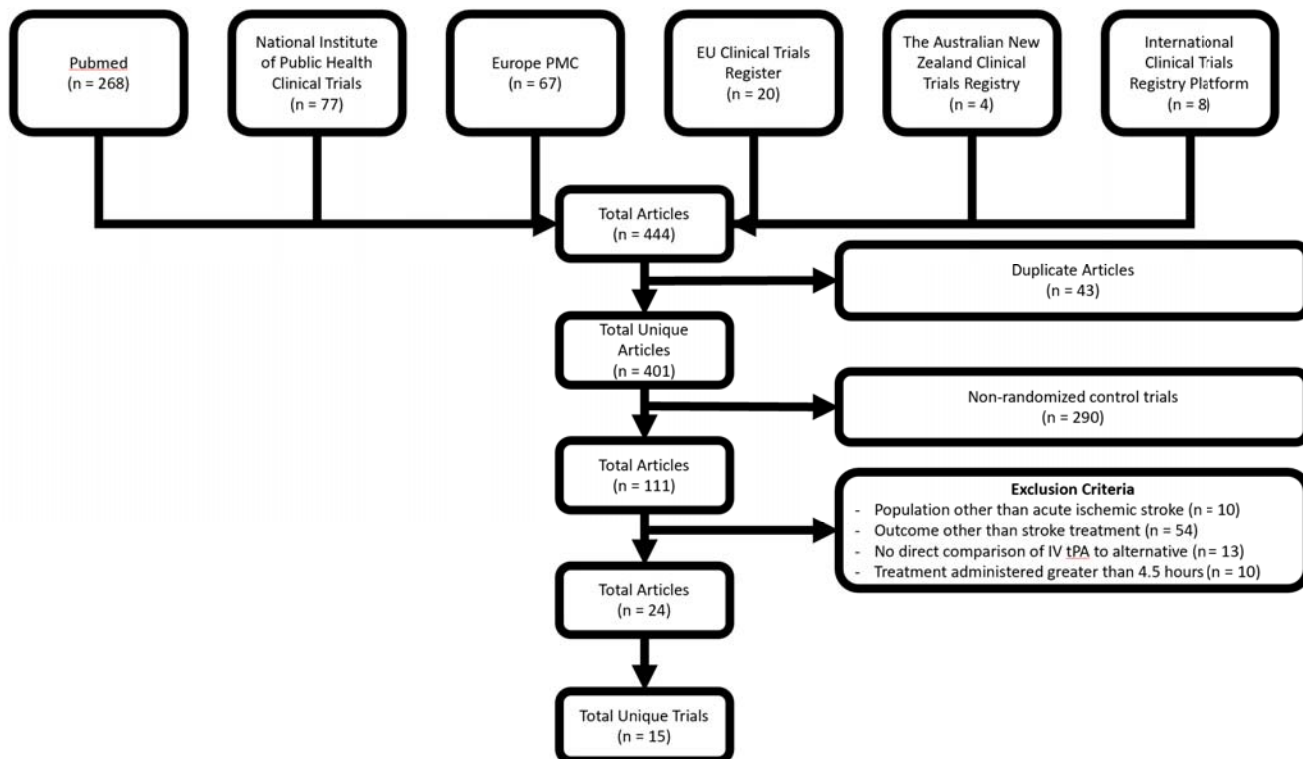 Pubmed
(n = 268)
National Institute
of Public Health
Clinical Trials
(n = 77)
Europe PMC
(n = 67)
EU Clinical Trials
Register
(n = 20)
The Australian New
Zealand Clinical
Trials Registry
(n = 4)
International
Clinical Trials
Registry Platform
(n = 8)
Total Articles
(n = 444)
Duplicate Articles
(n = 43)
Total Unique
Articles
(n = 401)
Non-randomized control trials
(n = 290)
Total Articles
(n = 111)
Exclusion Criteria
- Population other than acute ischemic stroke (n = 10)
- Outcome other than stroke treatment (n = 54)
- No direct comparison of IV tPA to alternative (n = 13)
- Treatment administered greater than 4.5 hours (n = 10)
Total Articles
(n = 24)
Total Unique Trials
(n = 15)